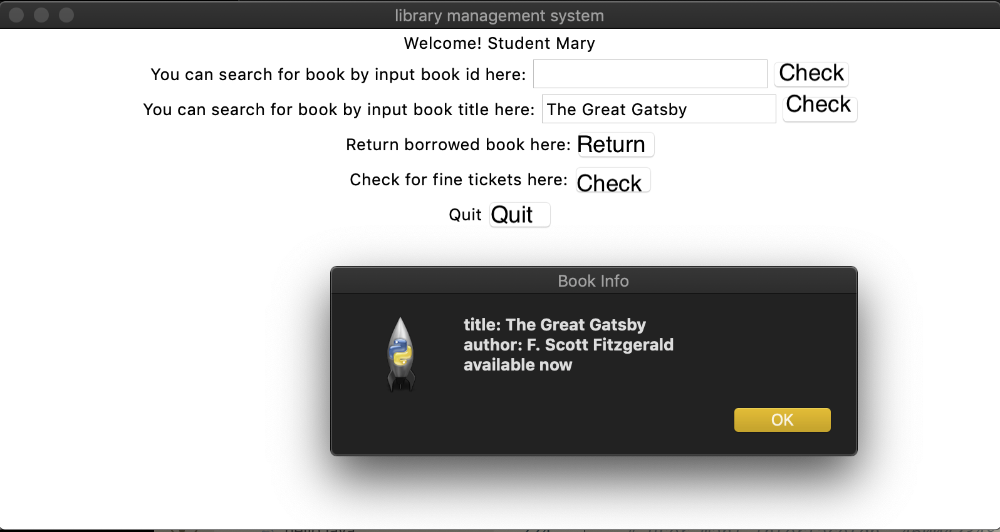 library management system
Welcome! Student Mary
You can search for book by input book id here: Check
You can search for book by input book title here: The Great Gatsby Check
Return borrowed book here: Return
Check for fine tickets here: Check
Quit Quit
Book Info
title: The Great Gatsby
author: F. Scott Fitzgerald
available now
OK